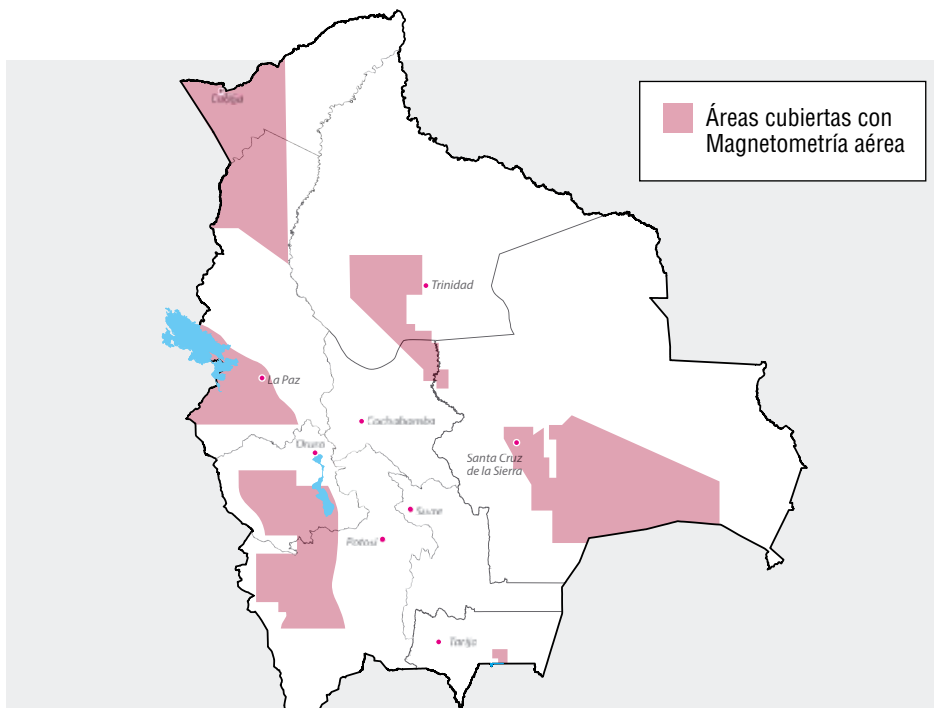 Áreas cubiertas con
Magnetometría aérea
Cobija
Trinidad
La Paz
Cochabamba
Oruro
Santa Cruz
de la Sierra
Sucre
Potosí
Tarija